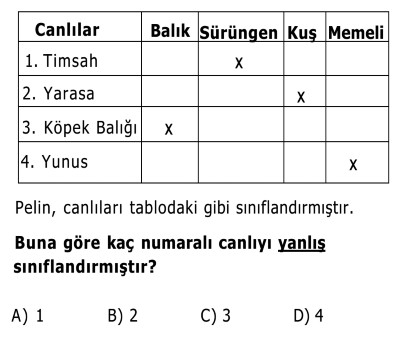 Canlılar Balık Sürüngen Kuş Memeli
1. Timsah x
2. Yarasa x
3. Köpek Balığı x
4. Yunus x
Pelin, canlıları tablodaki gibi sınıflandırmıştır.
Buna göre kaç numaralı canlıyı yanlış
sınıflandırmıştır?
A) 1 B) 2 C) 3 D) 4